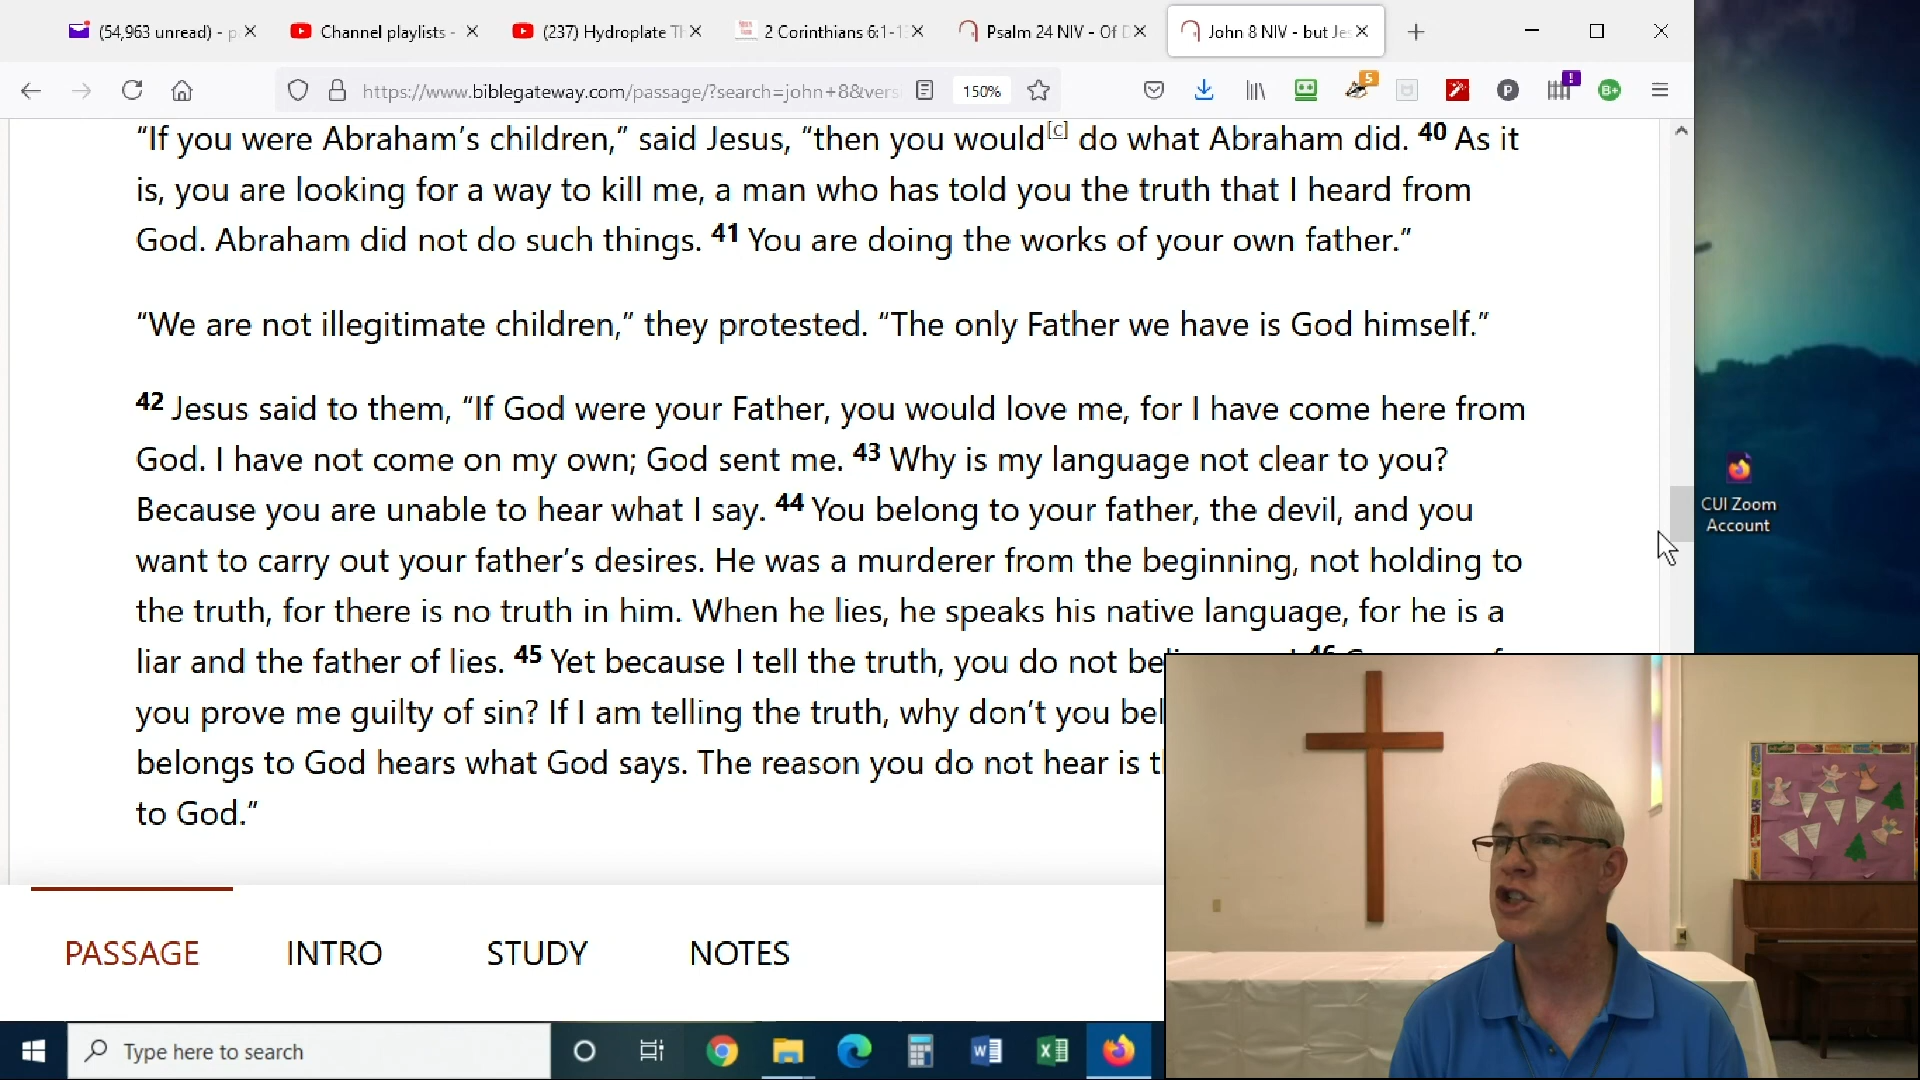 (54,963 unread) - p
Channel playlists -
(237) Hydroplate T
2 Corinthians 6:1-1
Psalm 24 NIV - Of D
John 8 NIV - but Je
https://www.biblegateway.com/passage/?search=john+8&vers
150%
5
!
P
B+
“If you were Abraham’s children,” said Jesus, “then you would[c] do what Abraham did. 40 As it
is, you are looking for a way to kill me, a man who has told you the truth that I heard from
God. Abraham did not do such things. 41 You are doing the works of your own father.”
“We are not illegitimate children,” they protested. “The only Father we have is God himself.”
42 Jesus said to them, “If God were your Father, you would love me, for I have come here from
God. I have not come on my own; God sent me. 43 Why is my language not clear to you?
Because you are unable to hear what I say. 44 You belong to your father, the devil, and you
want to carry out your father’s desires. He was a murderer from the beginning, not holding to
the truth, for there is no truth in him. When he lies, he speaks his native language, for he is a
liar and the father of lies. 45 Yet because I tell the truth, you do not be
you prove me guilty of sin? If I am telling the truth, why don’t you bel
belongs to God hears what God says. The reason you do not hear is t
to God.”
CUI Zoom
Account
PASSAGE INTRO STUDY NOTES
Type here to search